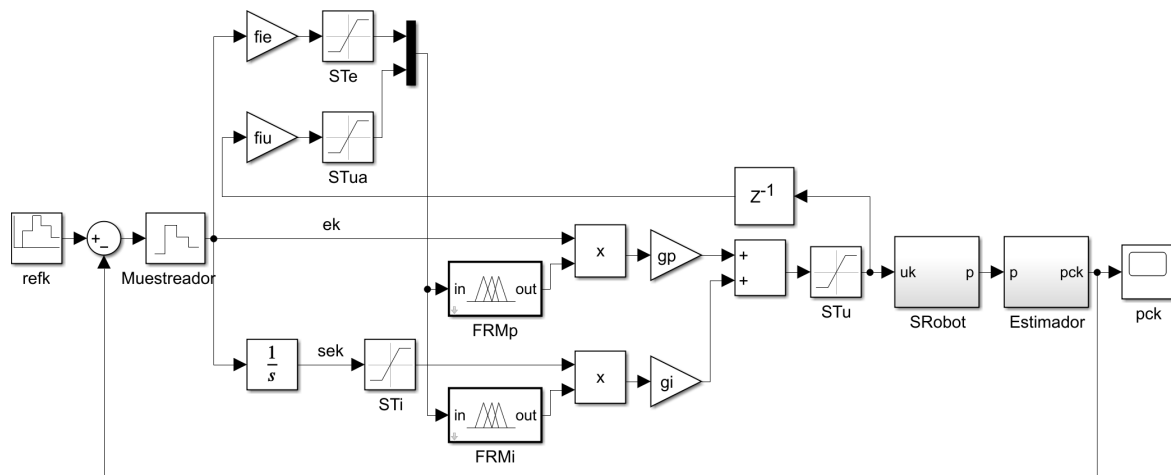 fie
STe
fiu
STua
Z-1
refk
+
−
Muestreador
ek
x
gp
+
+
STu
uk
p
SRobot
p
pck
Estimador
pck
in
out
FRMp
1
s
sek
STi
x
gi
in
out
FRMi